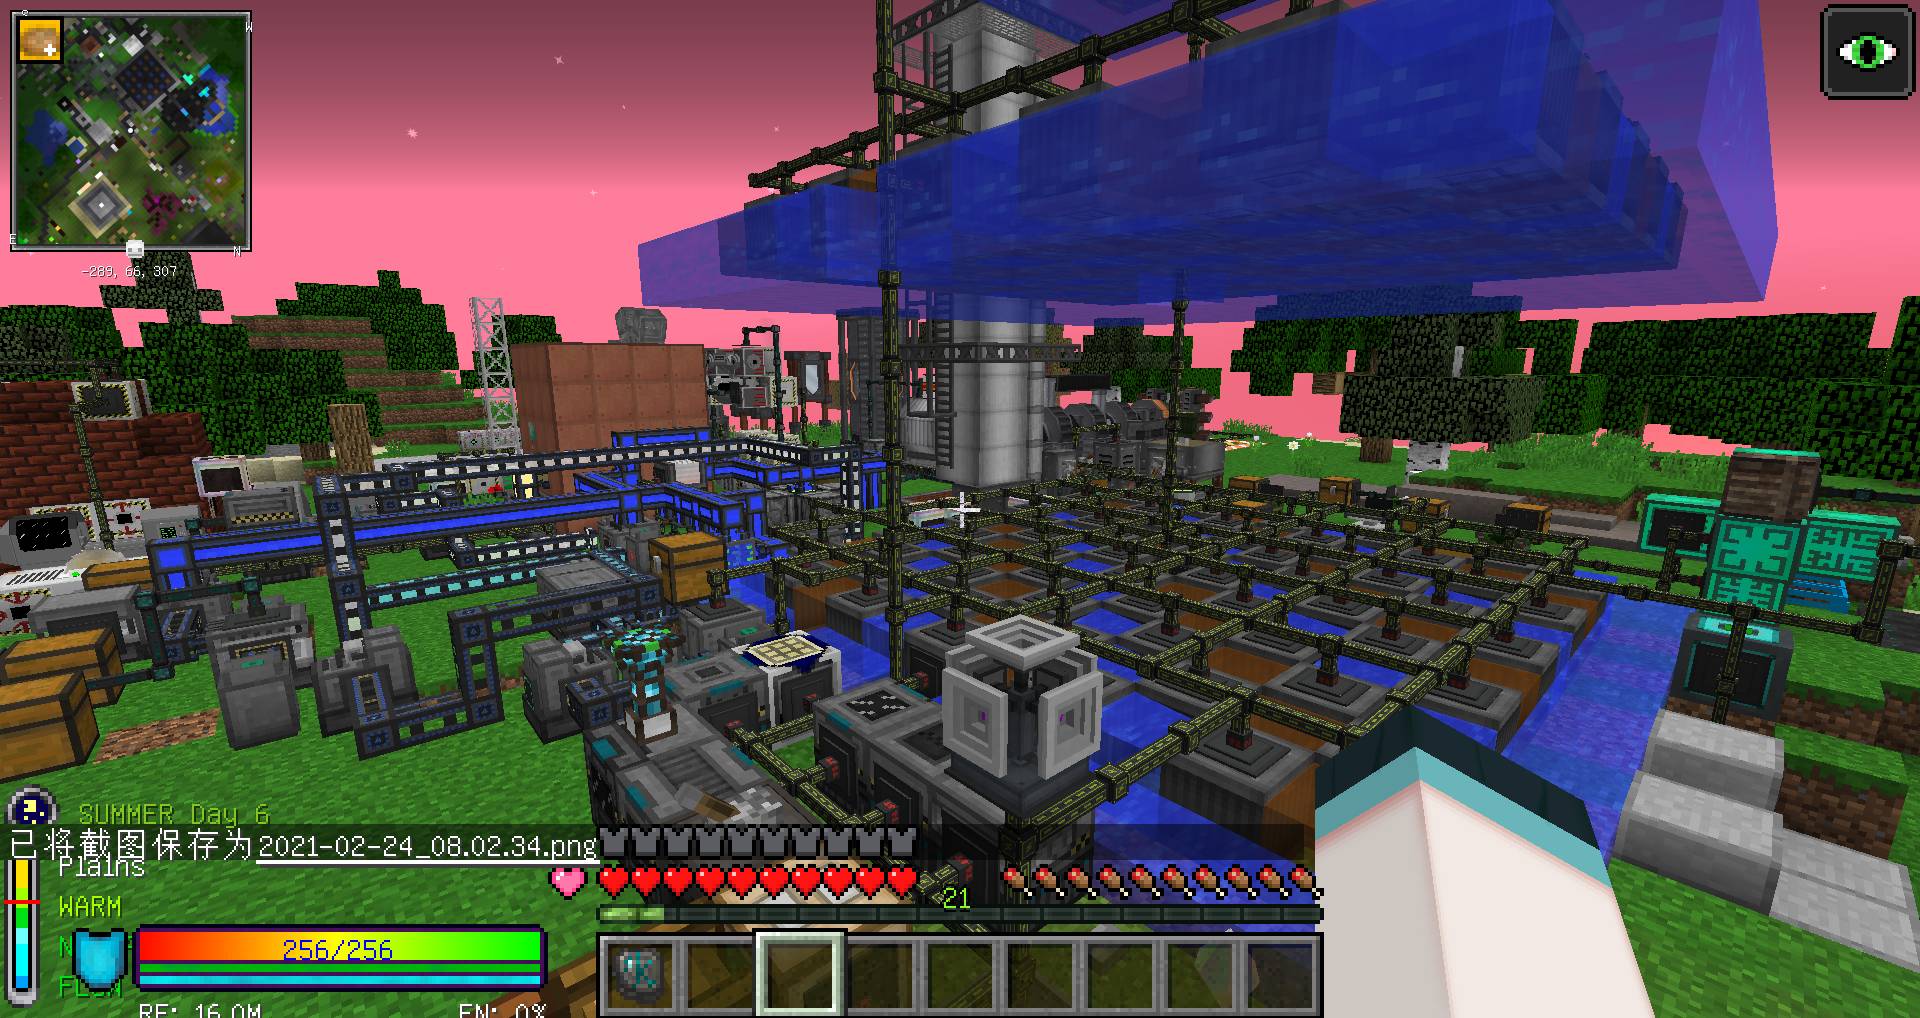 W
E
N
-289, 66, 307
SUMMER Day 6
已将截图保存为2021-02-24_08.02.34.png
Plains
WARM
256/256
21
RF: 16.0M
EN: 0%